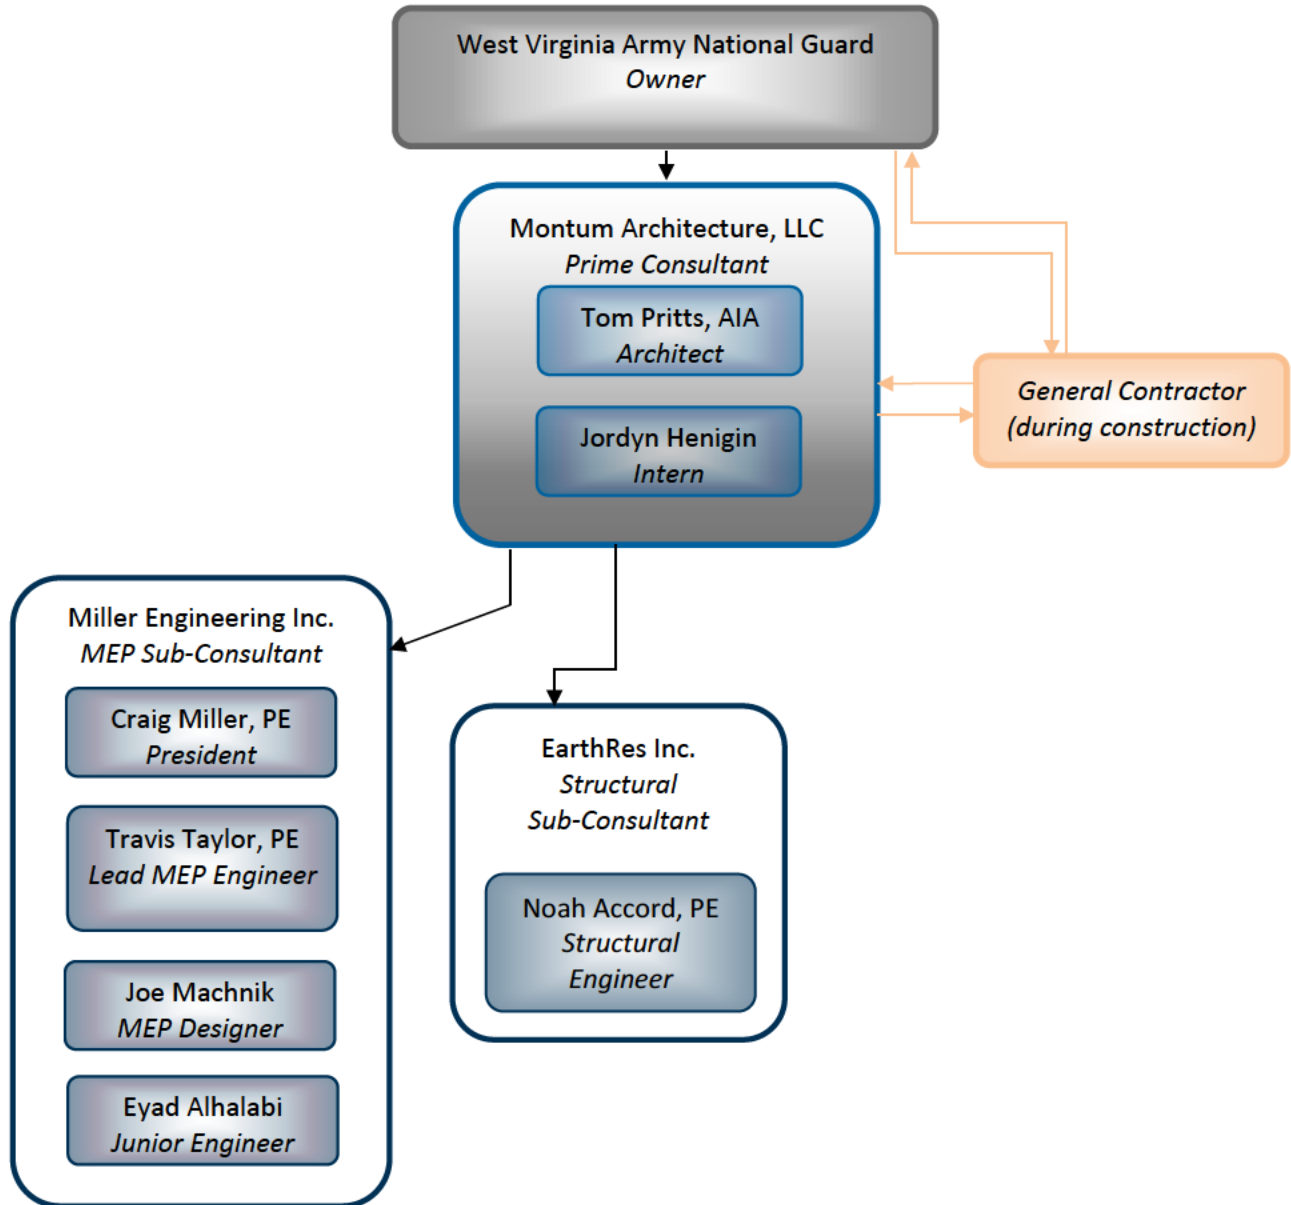 West Virginia Army National Guard
Owner
Montum Architecture, LLC
Prime Consultant
Tom Pritts, AIA
Architect
Jordyn Henigin
Intern
General Contractor
(during construction)
Miller Engineering Inc.
MEP Sub-Consultant
Craig Miller, PE
President
Travis Taylor, PE
Lead MEP Engineer
Joe Machnik
MEP Designer
Eyad Alhalabi
Junior Engineer
EarthRes Inc.
Structural
Sub-Consultant
Noah Accord, PE
Structural
Engineer